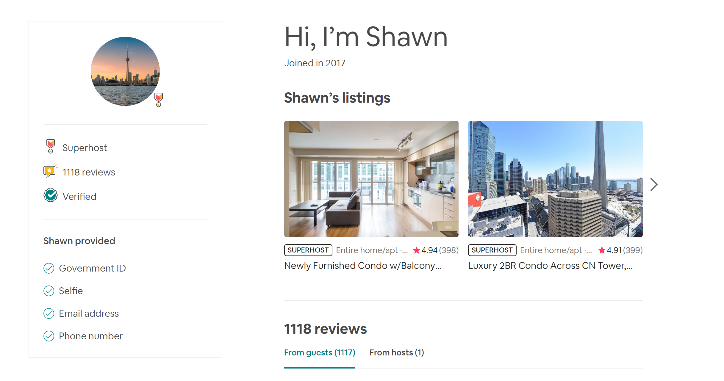 Superhost
1118 reviews
Verified
Shawn provided
Government ID
Selfie
Email address
Phone number
Hi, I'm Shawn
Joined in 2017
Shawn's listings
SUPERHOST Entire home/apt ·... 4.94 (398)
Newly Furnished Condo w/Balcony...
SUPERHOST Entire home/apt ·... 4.91 (399)
Luxury 2BR Condo Across CN Tower,...
1118 reviews
From guests (1117) From hosts (1)